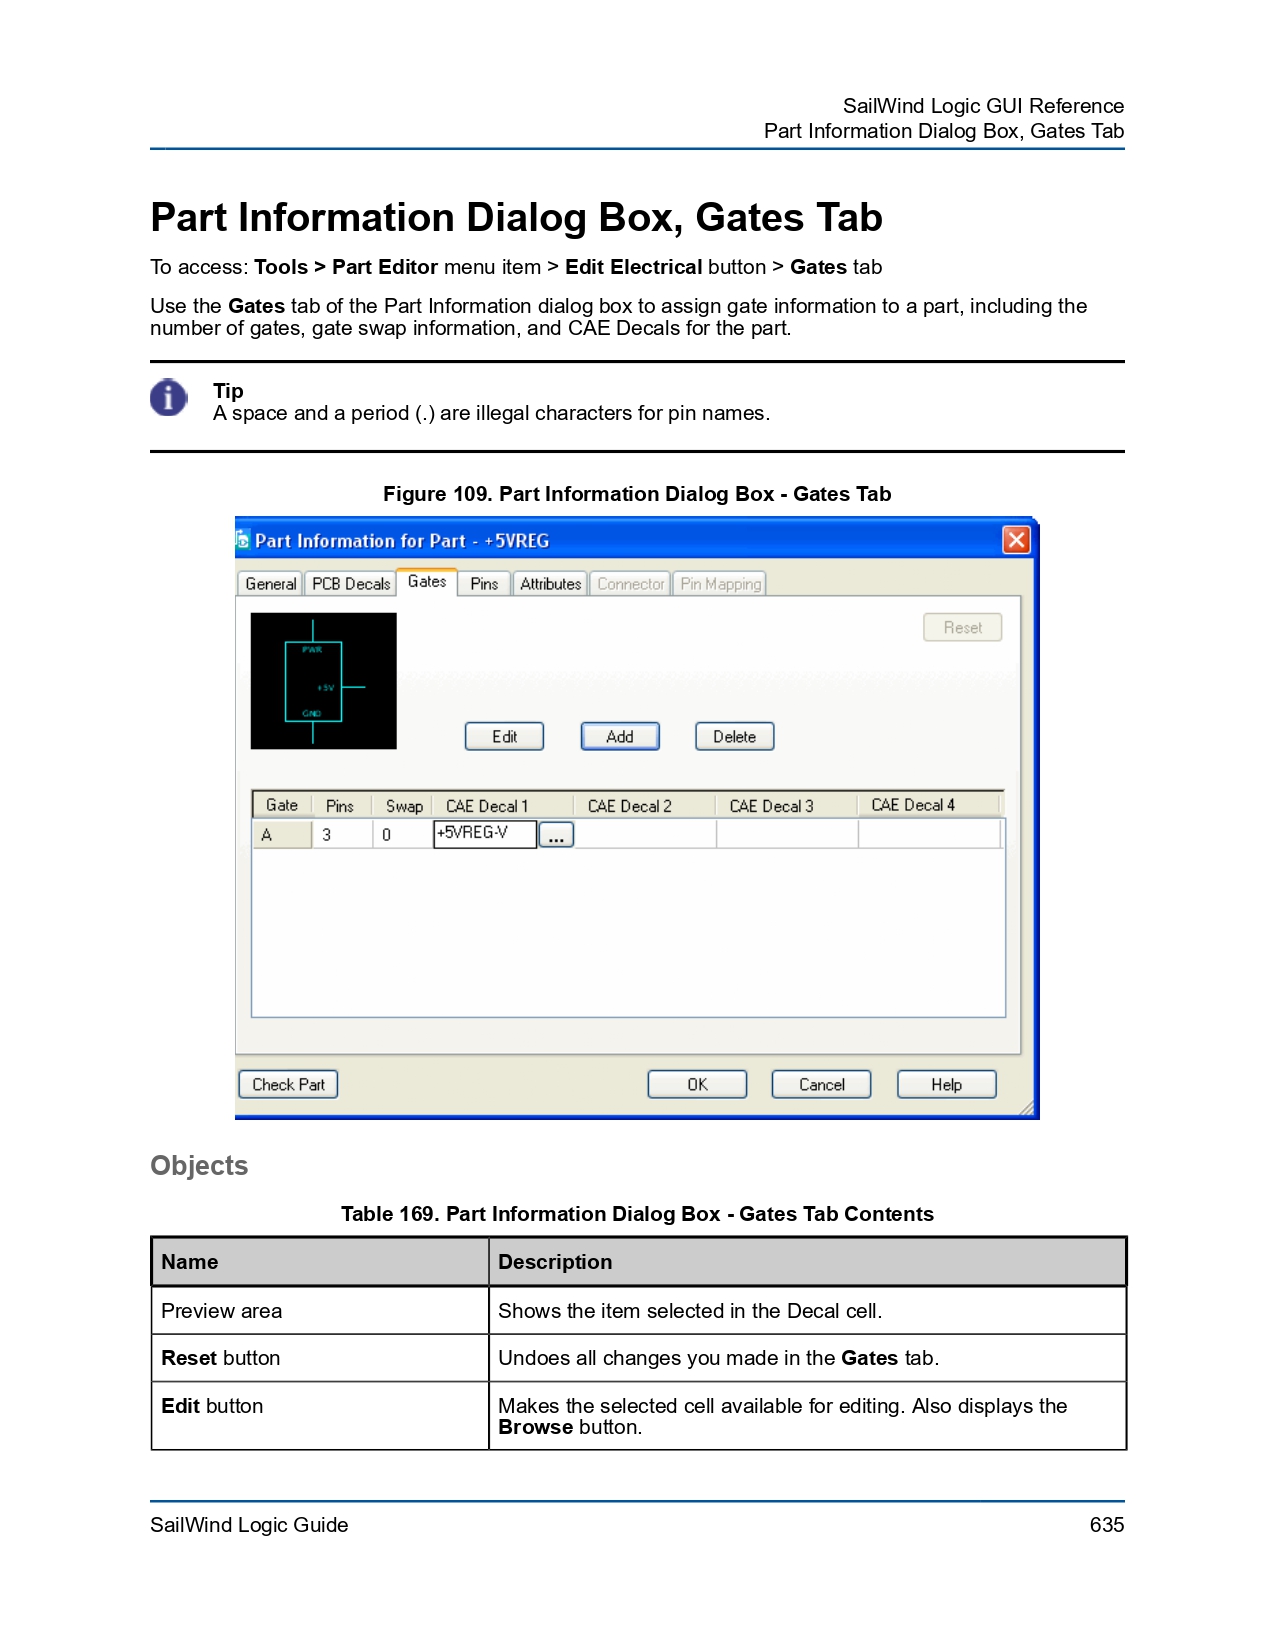 SailWind Logic GUI Reference
Part Information Dialog Box, Gates Tab
Part Information Dialog Box, Gates Tab
To access: Tools > Part Editor menu item > Edit Electrical button > Gates tab
Use the Gates tab of the Part Information dialog box to assign gate information to a part, including the
number of gates, gate swap information, and CAE Decals for the part.
Tip
A space and a period (.) are illegal characters for pin names.
Figure 109. Part Information Dialog Box - Gates Tab
Part Information for Part - +5VREG
General PCB Decals Gates Pins Attributes Connector Pin Mapping
Reset
PWR
+5V
GND
Edit Add Delete
Gate Pins Swap CAE Decal 1 CAE Decal 2 CAE Decal 3 CAE Decal 4
A 3 0 +5VREG-V ...
Check Part OK Cancel Help
Objects
Table 169. Part Information Dialog Box - Gates Tab Contents
Name Description
Preview area Shows the item selected in the Decal cell.
Reset button Undoes all changes you made in the Gates tab.
Edit button Makes the selected cell available for editing. Also displays the
Browse button.
SailWind Logic Guide 635